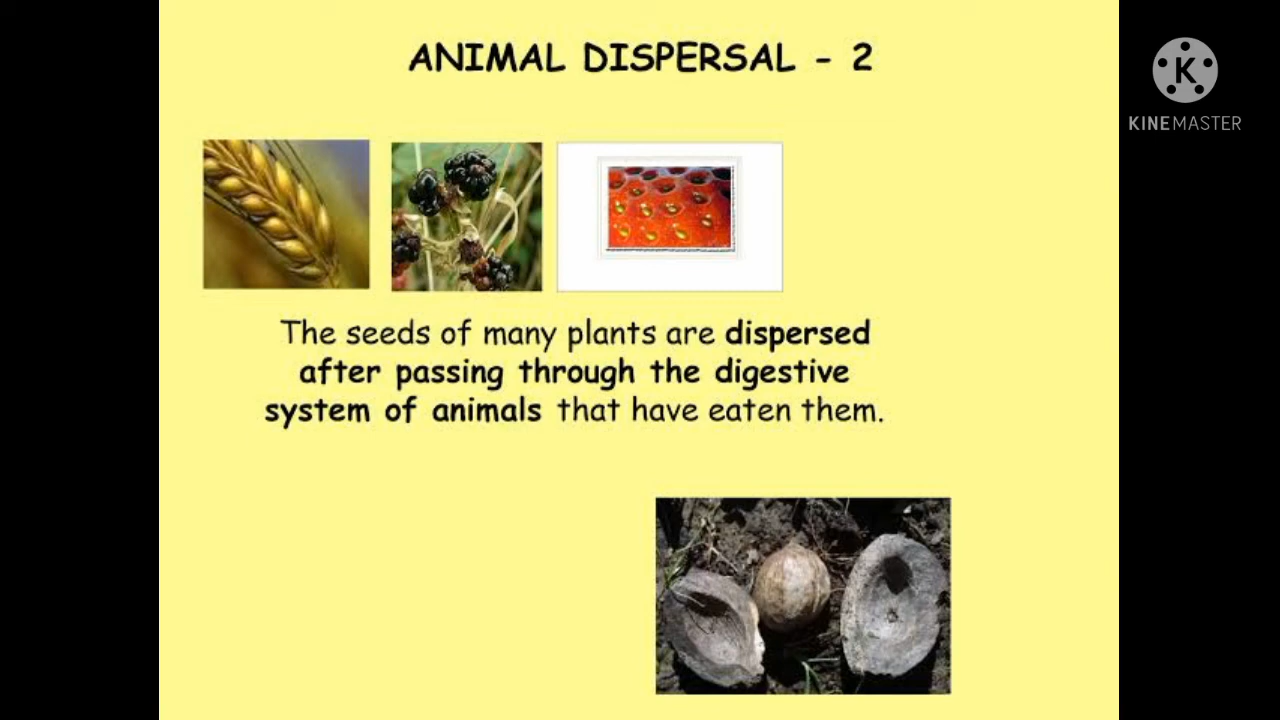 ANIMAL DISPERSAL - 2
K
KINEMASTER
The seeds of many plants are dispersed
after passing through the digestive
system of animals that have eaten them.